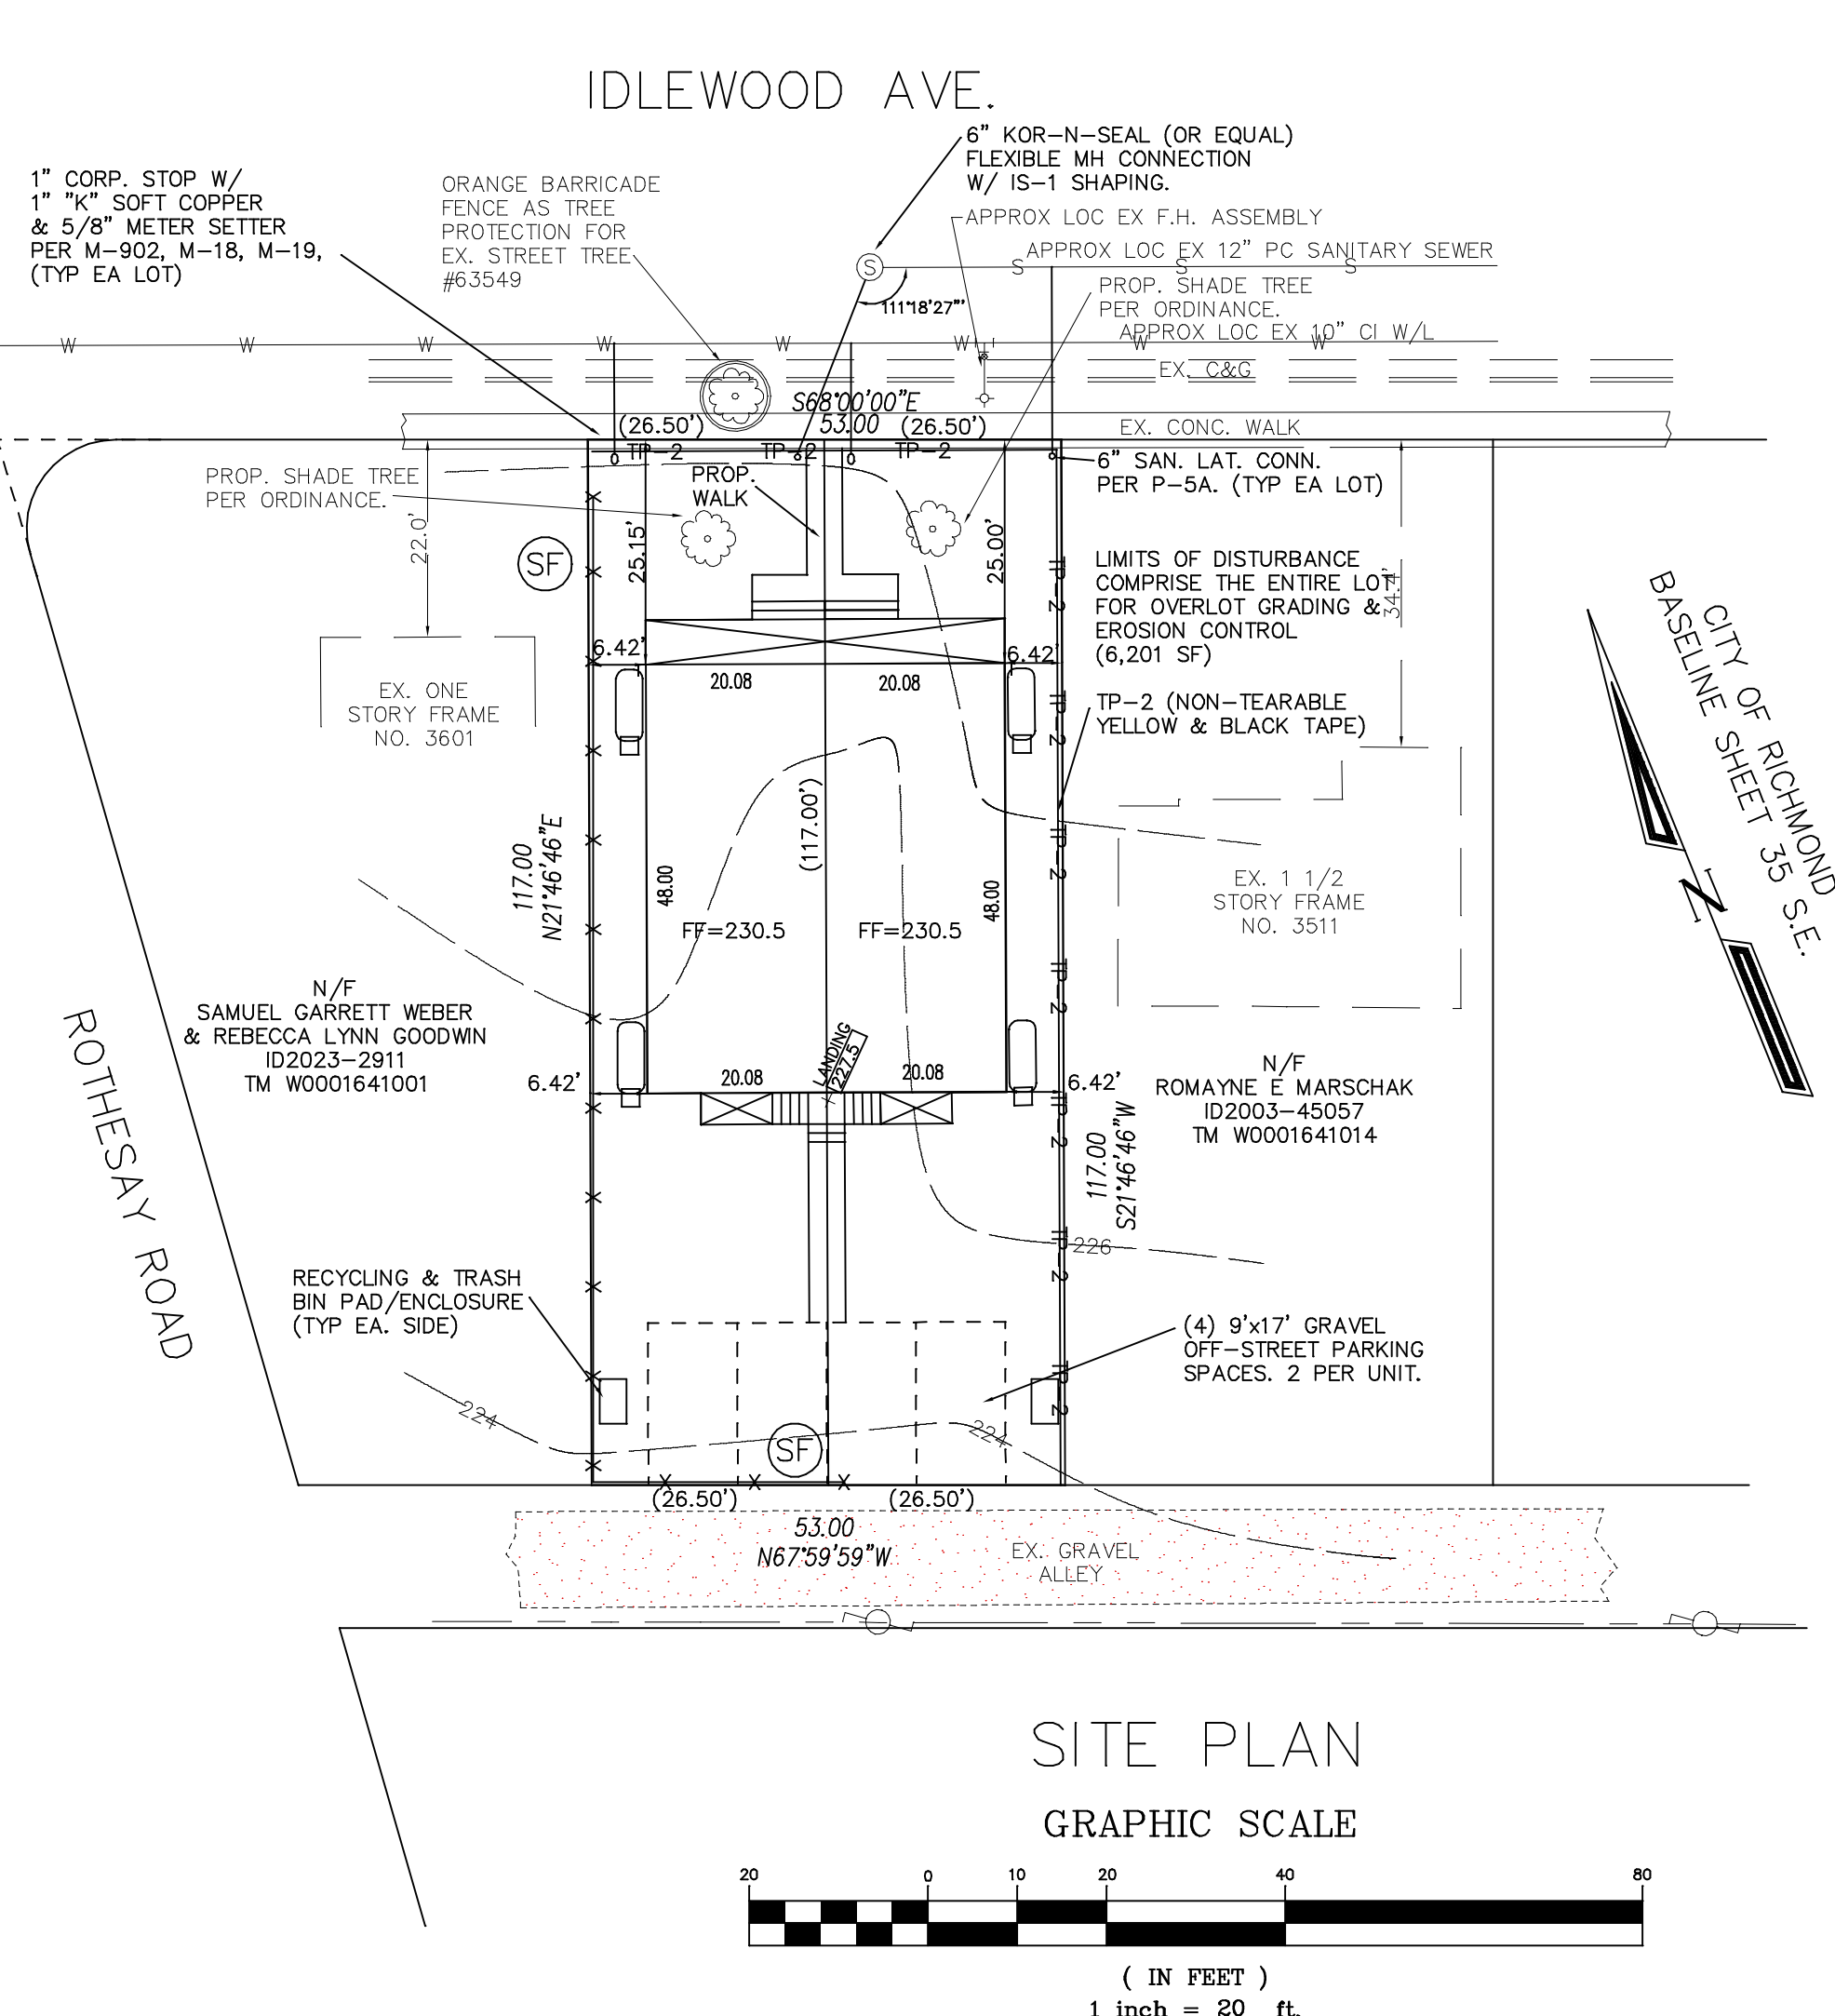 IDLEWOOD AVE.
6" KOR-N-SEAL (OR EQUAL)
FLEXIBLE MH CONNECTION
W/ IS-1 SHAPING.
1" CORP. STOP W/
1" "K" SOFT COPPER
& 5/8" METER SETTER
PER M-902, M-18, M-19,
(TYP EA LOT)
ORANGE BARRICADE
FENCE AS TREE
PROTECTION FOR
EX. STREET TREE
#63549
APPROX LOC EX F.H. ASSEMBLY
APPROX LOC EX 12" PC SANITARY SEWER
S
S
S
S
111°18'27"
PROP. SHADE TREE
PER ORDINANCE.
APPROX LOC EX 10" CI W/L
W
W
W
W
W
W
W
W
EX. C&G
S68°00'00"E
53.00
(26.50')
(26.50')
EX. CONC. WALK
TP-2
TP-2
TP-2
PROP. SHADE TREE
PER ORDINANCE.
PROP.
WALK
6" SAN. LAT. CONN.
PER P-5A. (TYP EA LOT)
22.0'
SF
25.15'
25.00'
LIMITS OF DISTURBANCE
COMPRISE THE ENTIRE LOT
FOR OVERLOT GRADING &
EROSION CONTROL
(6,201 SF)
34.4'
TP-2
6.42'
6.42'
20.08
20.08
EX. ONE
STORY FRAME
NO. 3601
TP-2 (NON-TEARABLE
YELLOW & BLACK TAPE)
TP-2
CITY OF RICHMOND
BASELINE SHEET 35 S.E.
N
117.00
N21°46'46"E
(117.00')
48.00
48.00
TP-2
FF=230.5
FF=230.5
EX. 1 1/2
STORY FRAME
NO. 3511
TP-2
N/F
SAMUEL GARRETT WEBER
& REBECCA LYNN GOODWIN
ID2023-2911
TM W0001641001
ROTHESAY ROAD
LANDING
227.5
6.42'
20.08
20.08
6.42'
N/F
ROMAYNE E MARSCHAK
ID2003-45057
TM W0001641014
TP-2
117.00
S21°46'46"W
TP-2
226
RECYCLING & TRASH
BIN PAD/ENCLOSURE
(TYP EA. SIDE)
(4) 9'x17' GRAVEL
OFF-STREET PARKING
SPACES. 2 PER UNIT.
TP-2
224
224
SF
(26.50')
(26.50')
53.00
N67°59'59"W
EX. GRAVEL
ALLEY
SITE PLAN
GRAPHIC SCALE
20 0 10 20 40 80
( IN FEET )
1 inch = 20 ft.